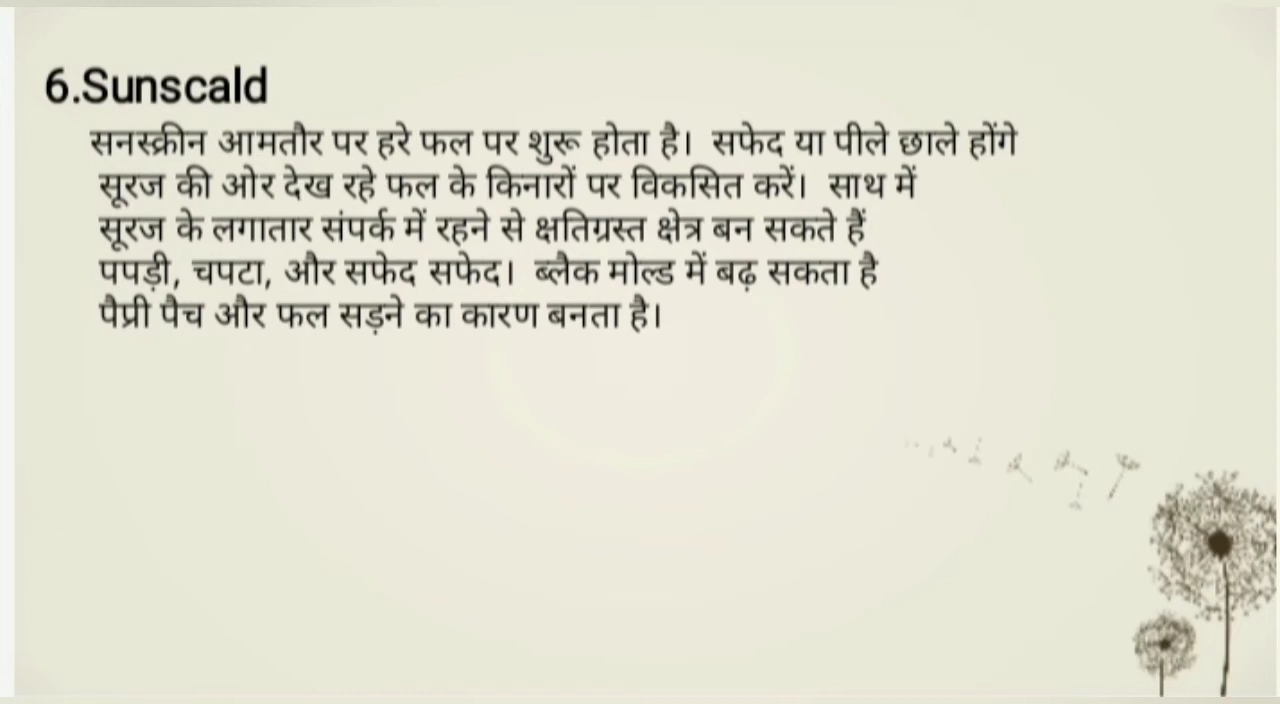 6.Sunscald
सनस्क्रीन आमतौर पर हरे फल पर शुरू होता है। सफेद या पीले छाले होंगे
सूरज की ओर देख रहे फल के किनारों पर विकसित करें। साथ में
सूरज के लगातार संपर्क में रहने से क्षतिग्रस्त क्षेत्र बन सकते हैं
पपड़ी, चपटा, और सफेद सफेद। ब्लैक मोल्ड में बढ़ सकता है
पैप्री पैच और फल सड़ने का कारण बनता है।